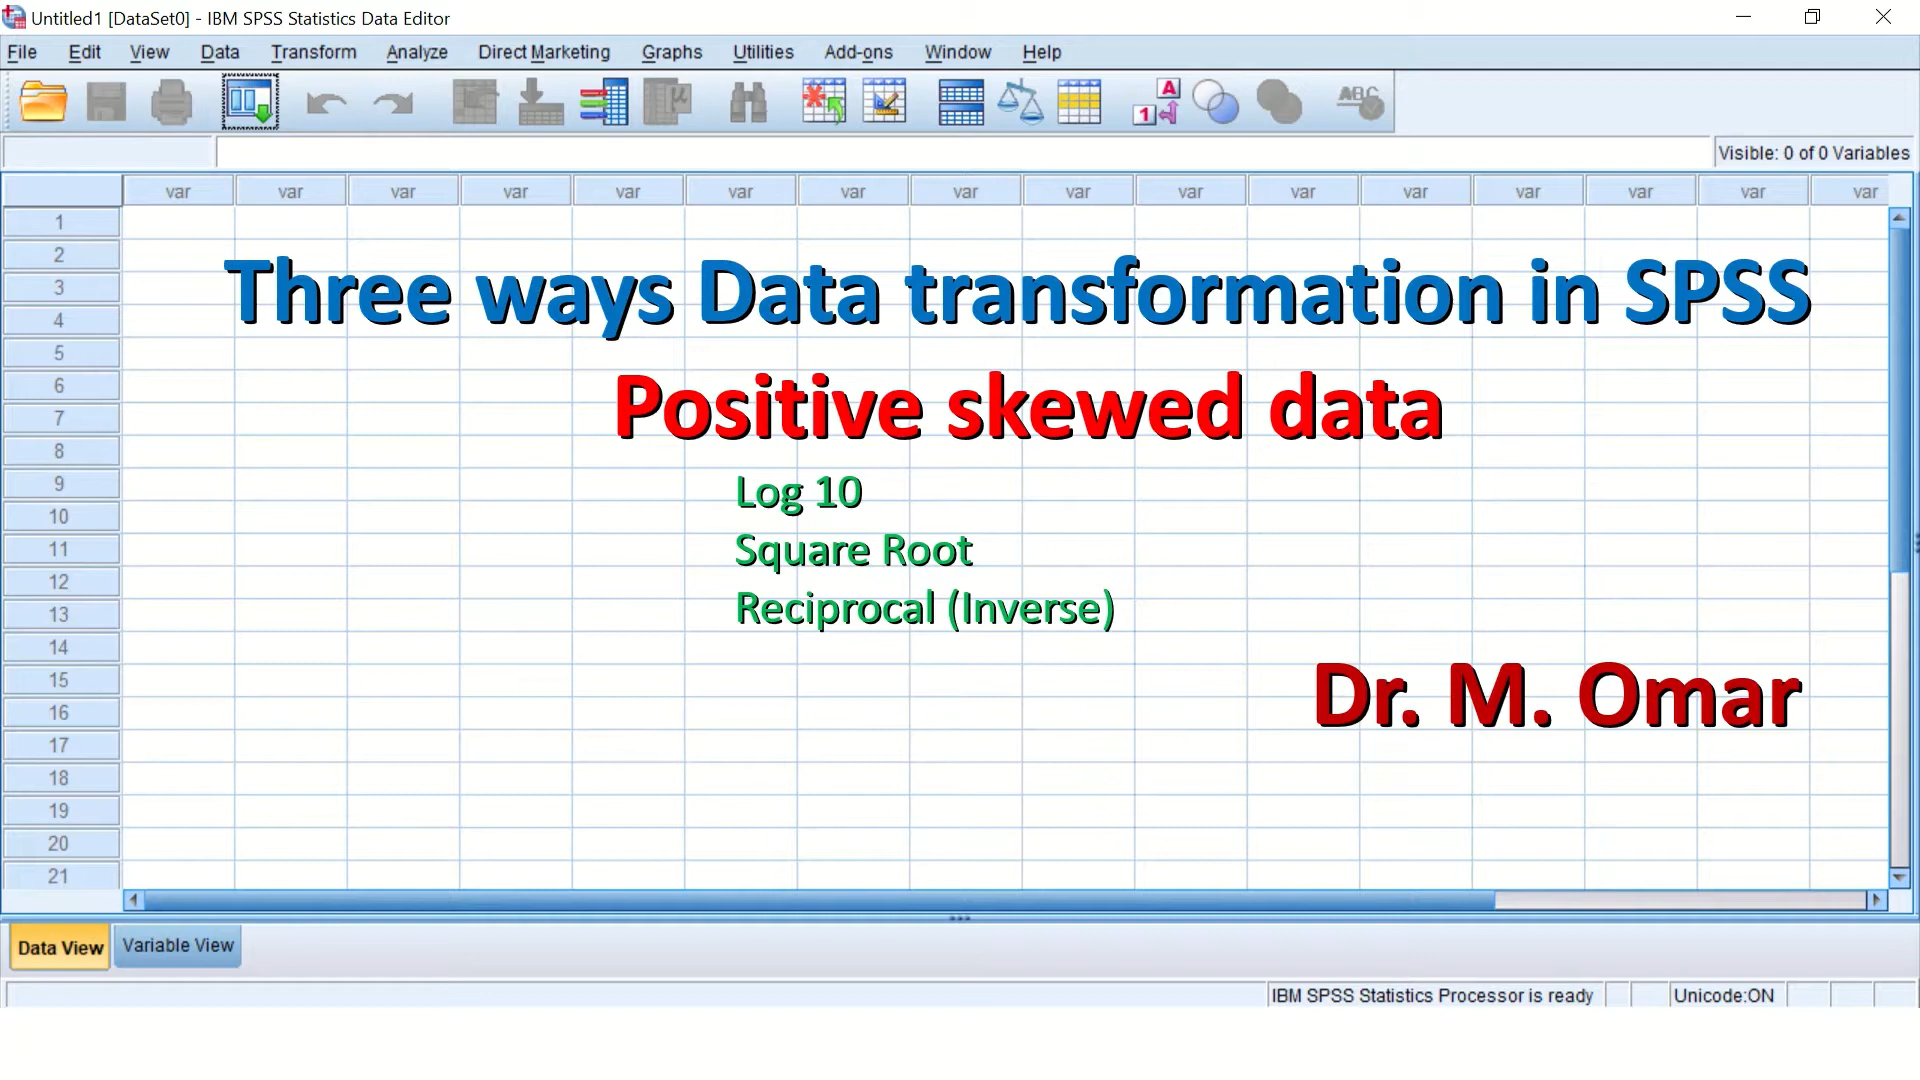 Untitled1 [DataSet0] - IBM SPSS Statistics Data Editor
File Edit View Data Transform Analyze Direct Marketing Graphs Utilities Add-ons Window Help
A
1
μ
ABC
Visible: 0 of 0 Variables
var var var var var var var var var var var var var var var var
1
2
Three ways Data transformation in SPSS
3
4
5
6
Positive skewed data
7
8
9
Log 10
10
11
Square Root
12
13
Reciprocal (Inverse)
14
15
Dr. M. Omar
16
17
18
19
20
21
Data View Variable View
IBM SPSS Statistics Processor is ready Unicode:ON